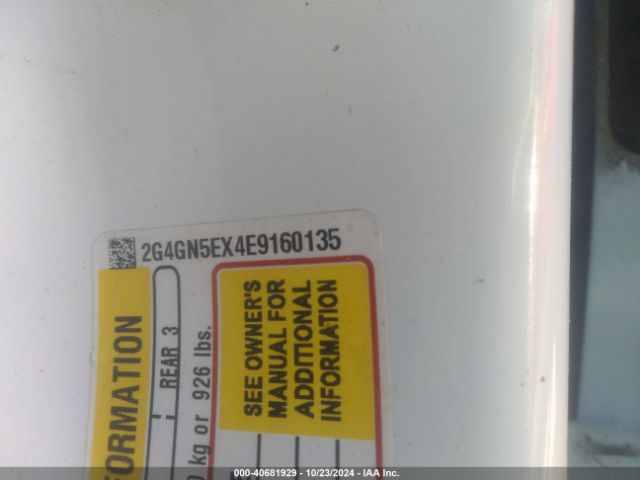 2G4GN5EX4E9160135
FORMATION
REAR 3
kg or 926 lbs.
SEE OWNER'S
MANUAL FOR
ADDITIONAL
INFORMATION
000-40681929 - 10/23/2024 - IAA Inc.